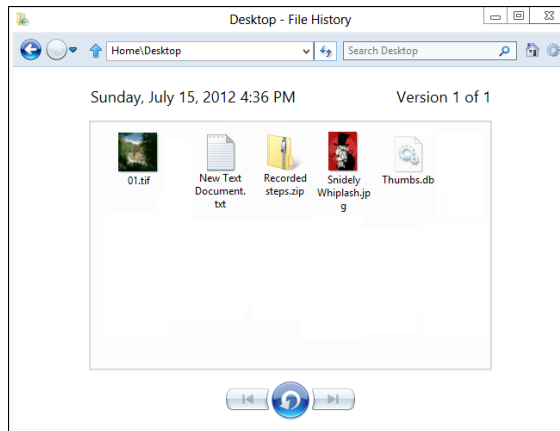 Desktop - File History
Home\Desktop
Search Desktop
Sunday, July 15, 2012 4:36 PM
Version 1 of 1
01.tif
New Text
Document.
txt
Recorded
steps.zip
Snidely
Whiplash.jp
g
Thumbs.db